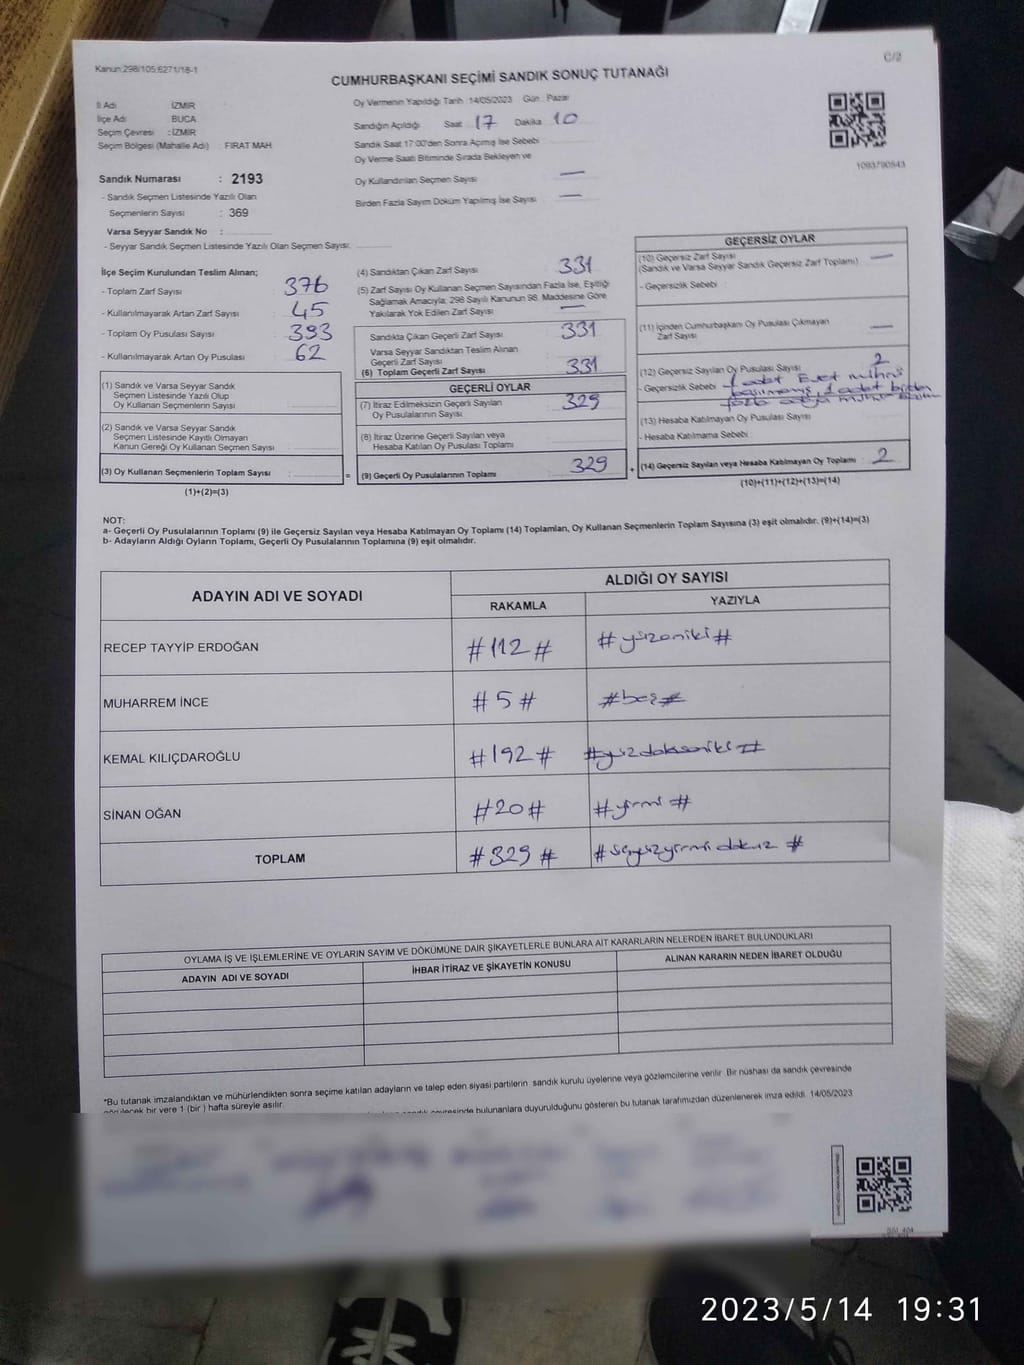 Kanun:298/105;6271/18-1
C/2
CUMHURBAŞKANI SEÇİMİ SANDIK SONUÇ TUTANAĞI
İl Adı İZMİR
İlçe Adı BUCA
Seçim Çevresi : İZMİR
Seçim Bölgesi (Mahalle Adı) : FIRAT MAH
Sandık Numarası : 2193
- Sandık Seçmen Listesinde Yazılı Olan
Seçmenlerin Sayısı : 369
Varsa Seyyar Sandık No :
- Seyyar Sandık Seçmen Listesinde Yazılı Olan Seçmen Sayısı:
Oy Vermenin Yapıldığı Tarih :14/05/2023 Gün : Pazar
Sandığın Açıldığı Saat 17 Dakika 10
Sandık Saat 17:00'den Sonra Açılmış İse Sebebi
Oy Verme Saati Bitiminde Sırada Bekleyen ve
Oy Kullandırılan Seçmen Sayısı —
Birden Fazla Sayım Döküm Yapılmış İse Sayısı —
1093790543
İlçe Seçim Kurulundan Teslim Alınan;
- Toplam Zarf Sayısı 376
- Kullanılmayarak Artan Zarf Sayısı 45
- Toplam Oy Pusulası Sayısı 393
- Kullanılmayarak Artan Oy Pusulası 62
(1) Sandık ve Varsa Seyyar Sandık
Seçmen Listesinde Yazılı Olup
Oy Kullanan Seçmenlerin Sayısı
(2) Sandık ve Varsa Seyyar Sandık
Seçmen Listesinde Kayıtlı Olmayan
Kanun Gereği Oy Kullanan Seçmen Sayısı
(3) Oy Kullanan Seçmenlerin Toplam Sayısı =
(1)+(2)=(3)
(4) Sandıktan Çıkan Zarf Sayısı 331
(5) Zarf Sayısı Oy Kullanan Seçmen Sayısından Fazla İse, Eşitliği
Sağlamak Amacıyla; 298 Sayılı Kanunun 98. Maddesine Göre
Yakılarak Yok Edilen Zarf Sayısı —
Sandıkta Çıkan Geçerli Zarf Sayısı 331
Varsa Seyyar Sandıktan Teslim Alınan
Geçerli Zarf Sayısı
(6) Toplam Geçerli Zarf Sayısı 331
GEÇERLİ OYLAR
(7) İtiraz Edilmeksizin Geçerli Sayılan
Oy Pusulalarının Sayısı 329
(8) İtiraz Üzerine Geçerli Sayılan veya
Hesaba Katılan Oy Pusulası Toplamı
(9) Geçerli Oy Pusulalarının Toplamı 329 +
GEÇERSİZ OYLAR
(10) Geçersiz Zarf Sayısı —
(Sandık ve Varsa Seyyar Sandık Geçersiz Zarf Toplamı)
- Geçersizlik Sebebi :
(11) İçinden Cumhurbaşkanı Oy Pusulası Çıkmayan
Zarf Sayısı —
(12) Geçersiz Sayılan Oy Pusulası Sayısı 2
- Geçersizlik Sebebi 1 adet Evet mührü
basılmamış, 1 adet birden
fazla
(13) Hesaba Katılmayan Oy Pusulası Sayısı
- Hesaba Katılmama Sebebi
(14) Geçersiz Sayılan veya Hesaba Katılmayan Oy Toplamı 2
(10)+(11)+(12)+(13)=(14)
NOT:
a- Geçerli Oy Pusulalarının Toplamı (9) ile Geçersiz Sayılan veya Hesaba Katılmayan Oy Toplamı (14) Toplamları, Oy Kullanan Seçmenlerin Toplam Sayısına (3) eşit olmalıdır. (9)+(14)=(3)
b- Adayların Aldığı Oyların Toplamı, Geçerli Oy Pusulalarının Toplamına (9) eşit olmalıdır.
ADAYIN ADI VE SOYADI
ALDIĞI OY SAYISI
RAKAMLA YAZIYLA
RECEP TAYYİP ERDOĞAN #112# #yüzoniki#
MUHARREM İNCE #5# #beş#
KEMAL KILIÇDAROĞLU #192# #yüzdoksaniki#
SİNAN OĞAN #20# #yirmi#
TOPLAM #329# #üçyüzyirmidokuz#
OYLAMA İŞ VE İŞLEMLERİNE VE OYLARIN SAYIM VE DÖKÜMÜNE DAİR ŞİKAYETLERLE BUNLARA AİT KARARLARIN NELERDEN İBARET BULUNDUKLARI
ADAYIN ADI VE SOYADI İHBAR İTİRAZ VE ŞİKAYETİN KONUSU ALINAN KARARIN NEDEN İBARET OLDUĞU
*Bu tutanak imzalandıktan ve mühürlendikten sonra seçime katılan adayların ve talep eden siyasi partilerin sandık kurulu üyelerine veya gözlemcilerine verilir. Bir nüshası da sandık çevresinde
görülecek bir yere 1 (bir) hafta süreyle asılır.
sandık çevresinde bulunanlara duyurulduğunu gösteren bu tutanak tarafımızdan düzenlenerek imza edildi. 14/05/2023
2023/5/14 19:31